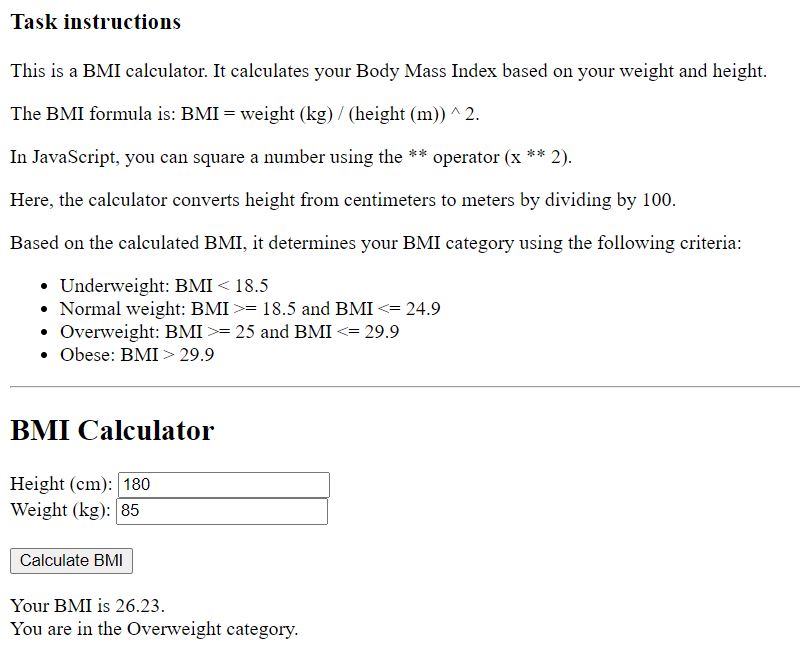 Task instructions
This is a BMI calculator. It calculates your Body Mass Index based on your weight and height.
The BMI formula is: BMI = weight (kg) / (height (m)) ^ 2.
In JavaScript, you can square a number using the ** operator (x ** 2).
Here, the calculator converts height from centimeters to meters by dividing by 100.
Based on the calculated BMI, it determines your BMI category using the following criteria:
• Underweight: BMI < 18.5
• Normal weight: BMI >= 18.5 and BMI <= 24.9
• Overweight: BMI >= 25 and BMI <= 29.9
• Obese: BMI > 29.9
BMI Calculator
Height (cm): 180
Weight (kg): 85
Calculate BMI
Your BMI is 26.23.
You are in the Overweight category.